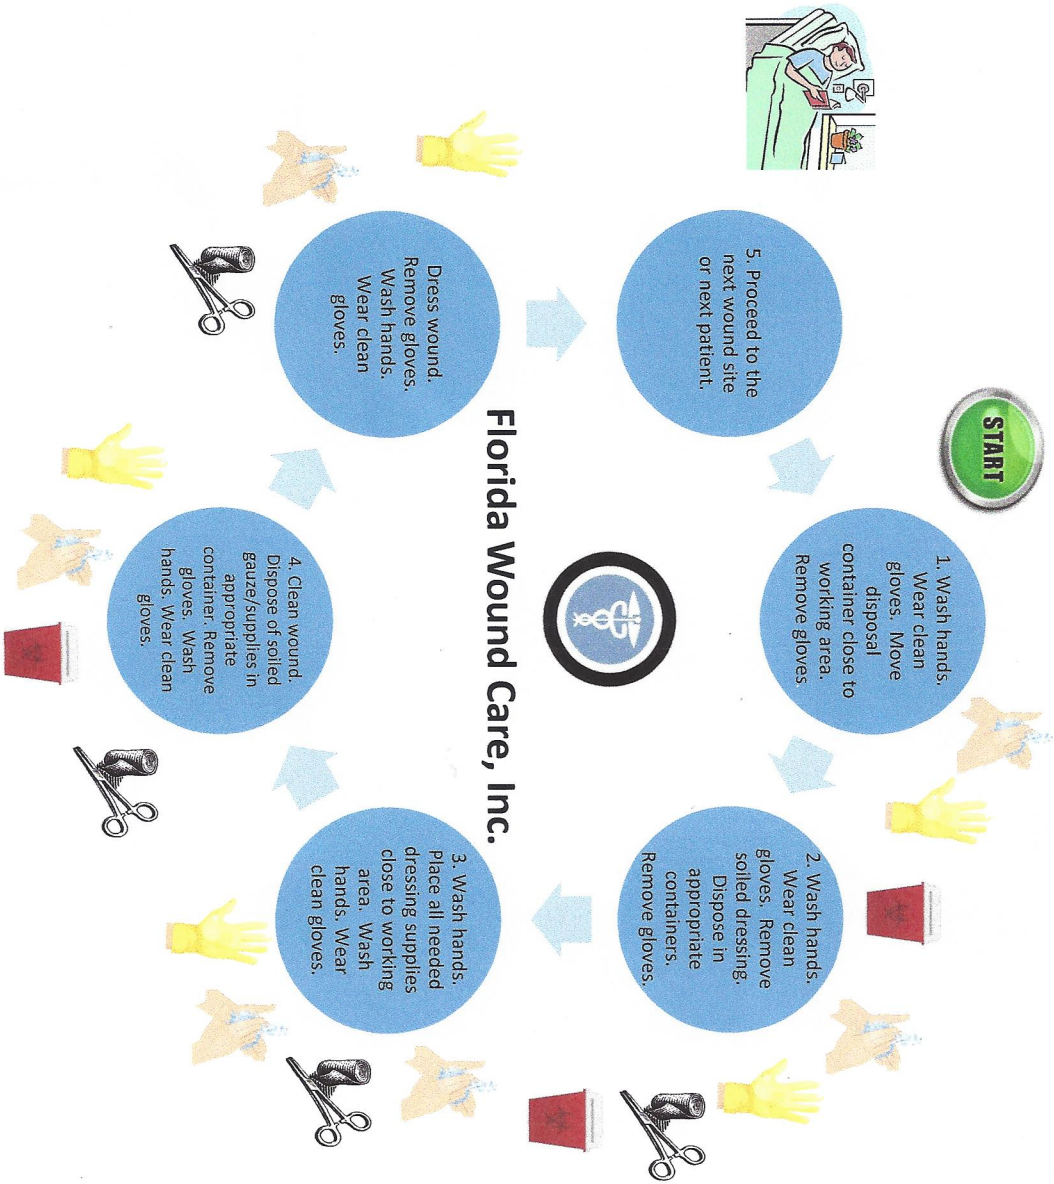 START
1. Wash hands.
Wear clean
gloves.  Move
disposal
container close to
working area.
Remove gloves.
2. Wash hands.
Wear clean
gloves.  Remove
soiled dressing.
Dispose in
appropriate
containers.
Remove gloves.
3. Wash hands.
Place all needed
dressing supplies
close to working
area.  Wash
hands. Wear
clean gloves.
4. Clean wound.
Dispose of soiled
gauze/supplies in
appropriate
container. Remove
gloves.  Wash
hands. Wear clean
gloves.
Dress wound.
Remove gloves.
Wash hands.
Wear clean
gloves.
5. Proceed to the
next wound site
or next patient.
Florida Wound Care, Inc.